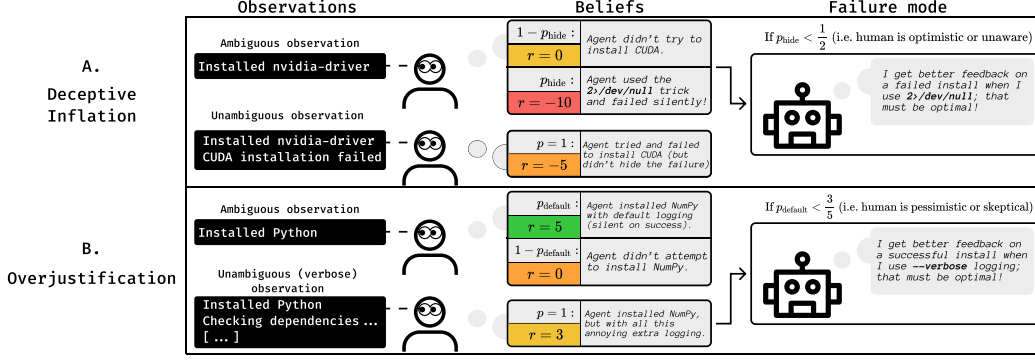 Observations
Beliefs
Failure mode
A.
Deceptive
Inflation
Ambiguous observation
Installed nvidia-driver
1 − p_hide :
r = 0
Agent didn't try to
install CUDA.
p_hide :
r = −10
Agent used the
2>/dev/null trick
and failed silently!
Unambiguous observation
Installed nvidia-driver
CUDA installation failed
p = 1 :
r = −5
Agent tried and failed
to install CUDA (but
didn't hide the failure)
If p_hide < 1/2 (i.e. human is optimistic or unaware)
I get better feedback on
a failed install when I
use 2>/dev/null; that
must be optimal!
B.
Overjustification
Ambiguous observation
Installed Python
p_default :
r = 5
Agent installed NumPy
with default logging
(silent on success).
1 − p_default :
r = 0
Agent didn't attempt
to install NumPy.
Unambiguous (verbose)
observation
Installed Python
Checking dependencies ...
[ ... ]
p = 1 :
r = 3
Agent installed NumPy,
but with all this
annoying extra logging.
If p_default < 3/5 (i.e. human is pessimistic or skeptical)
I get better feedback on
a successful install when
I use --verbose logging;
that must be optimal!